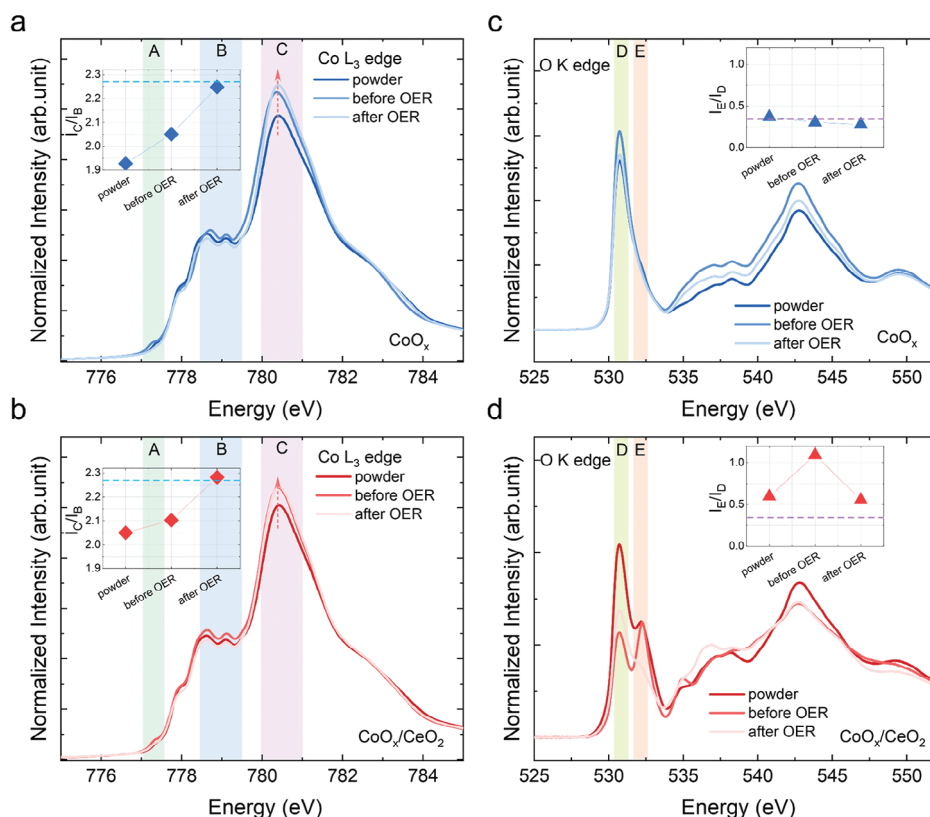 a
Normalized Intensity (arb.unit)
A
B
C
Co L3 edge
powder
before OER
after OER
IC/IB
2.3
2.2
2.1
2.0
1.9
powder
before OER
after OER
CoOx
776
778
780
782
784
Energy (eV)
c
Normalized Intensity (arb.unit)
D
E
O K edge
IE/ID
1.0
0.5
0.0
powder
before OER
after OER
powder
before OER
after OER
CoOx
525
530
535
540
545
550
Energy (eV)
b
Normalized Intensity (arb.unit)
A
B
C
Co L3 edge
powder
before OER
after OER
IC/IB
2.3
2.2
2.1
2.0
1.9
powder
before OER
after OER
CoOx/CeO2
776
778
780
782
784
Energy (eV)
d
Normalized Intensity (arb.unit)
D
E
O K edge
IE/ID
1.0
0.5
0.0
powder
before OER
after OER
powder
before OER
after OER
CoOx/CeO2
525
530
535
540
545
550
Energy (eV)